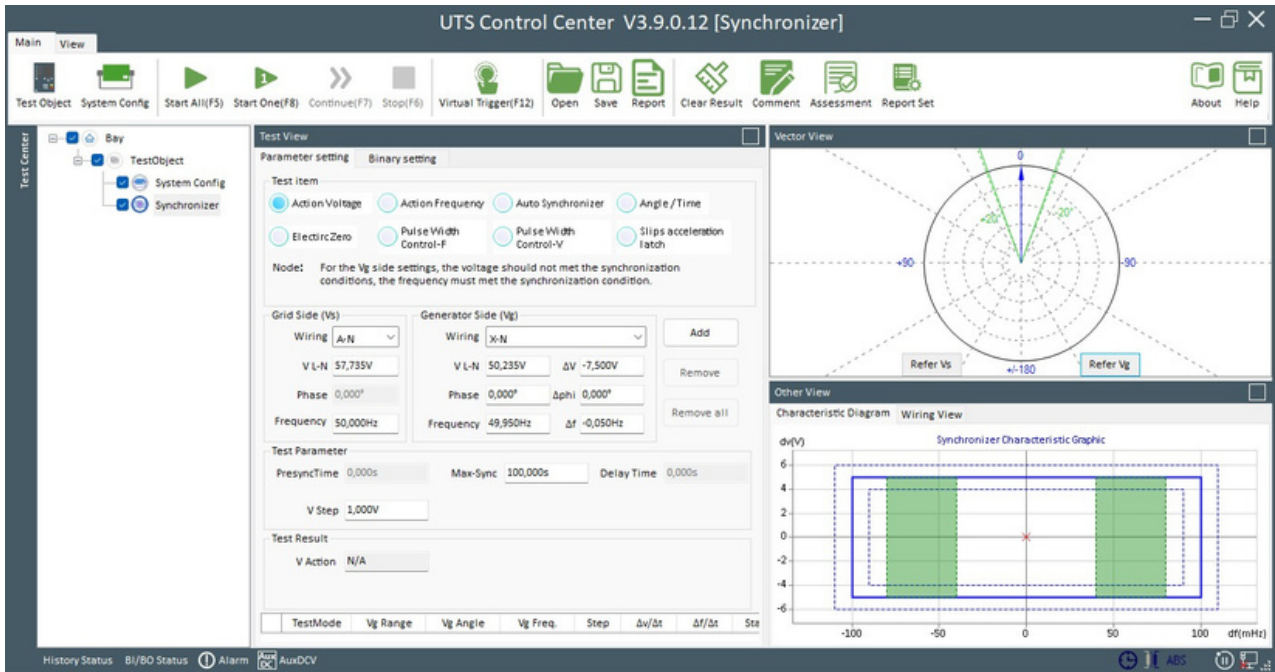 UTS Control Center V3.9.0.12 [Synchronizer]
Main View
Test Object System Config Start All(F5) Start One(F8) Continue(F7) Stop(F6) Virtual Trigger(F12) Open Save Report Clear Result Comment Assessment Report Set About Help
Test Center
Bay
TestObject
System Config
Synchronizer
Test View
Parameter setting Binary setting
Test item
Action Voltage Action Frequency Auto Synchronizer Angle/Time
ElectircZero Pulse Width Control-F Pulse Width Control-V Slips acceleration latch
Node: For the Vg side settings, the voltage should not met the synchronization
conditions, the frequency must met the synchronization condition.
Grid Side (Vs) Generator Side (Vg)
Wiring A-N Wiring X-N Add
V L-N 57,735V V L-N 50,235V ΔV -7,500V Remove
Phase 0,000° Phase 0,000° Δphi 0,000°
Frequency 50,000Hz Frequency 49,950Hz Δf -0,050Hz Remove all
Test Parameter
PresyncTime 0,000s Max-Sync 100,000s Delay Time 0,000s
V Step 1,000V
Test Result
V Action N/A
TestMode Vg Range Vg Angle Vg Freq. Step Δv/Δt Δf/Δt Sta
Vector View
0
-20° 20°
+90 -90
Refer Vs +/-180 Refer Vg
Other View
Characteristic Diagram Wiring View
dv(V) Synchronizer Characteristic Graphic
6
4
2
0
-2
-4
-6
-100 -50 0 50 100 df(mHz)
History Status BI/BO Status Alarm Aux DC AuxDCV ABS